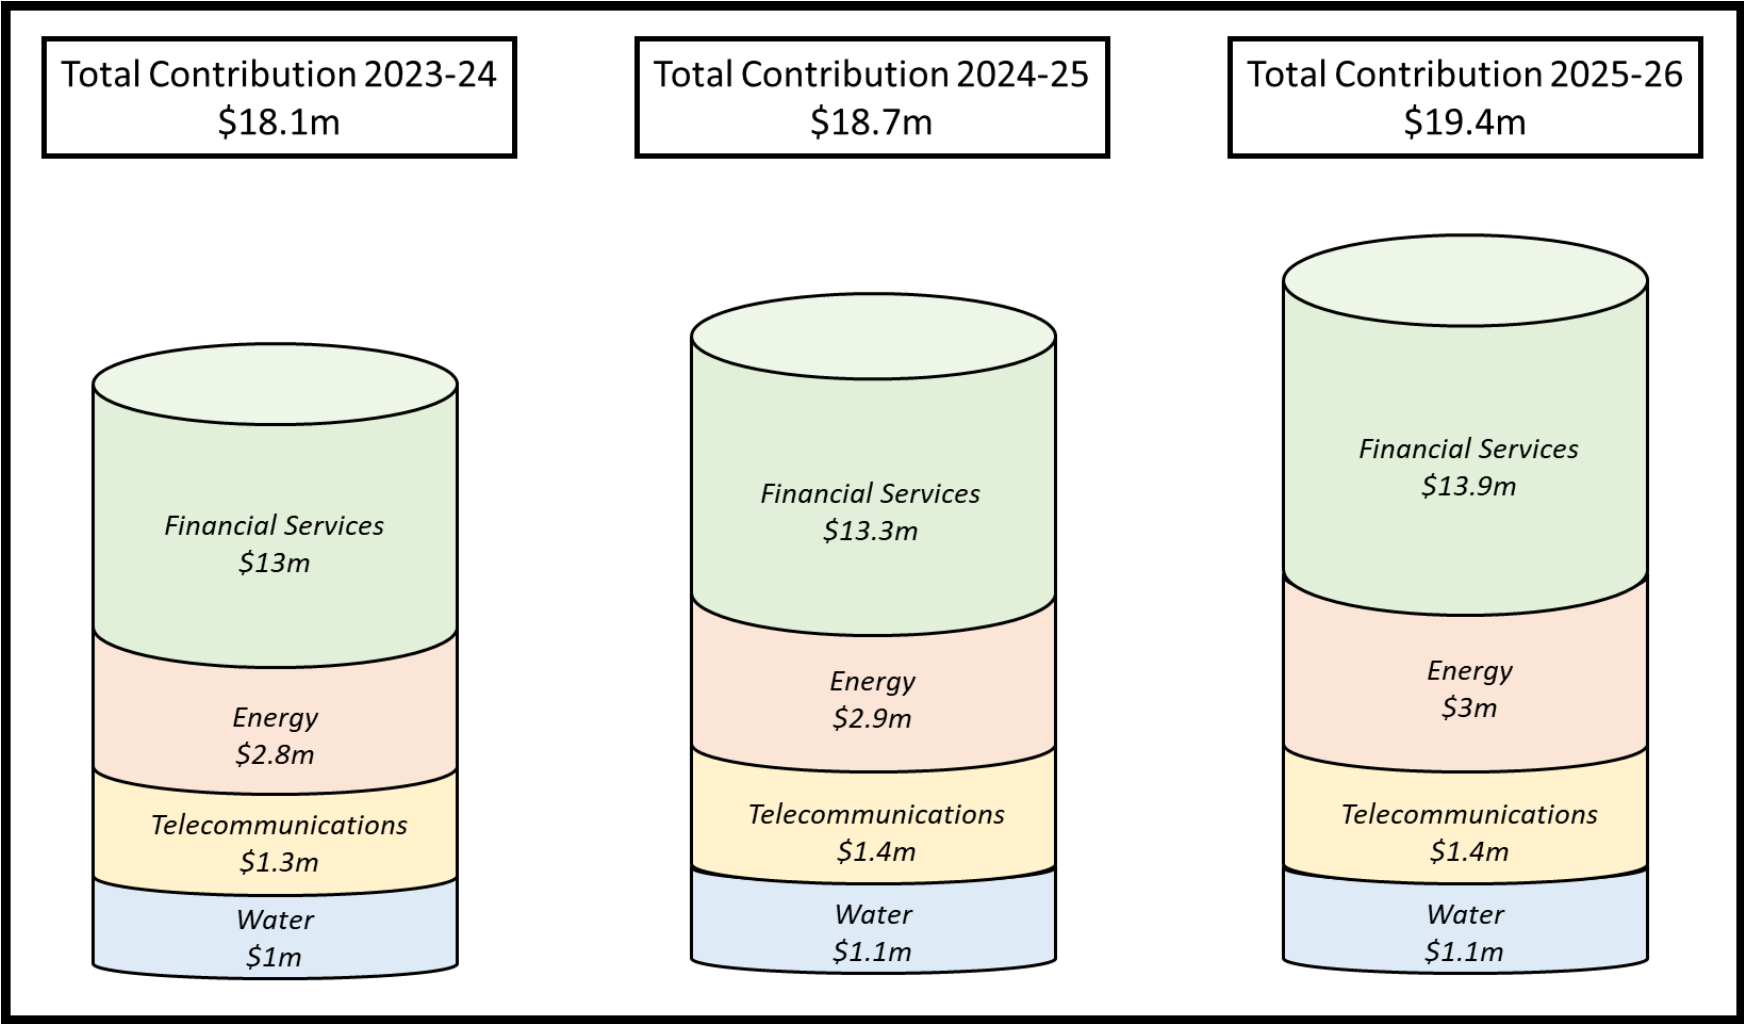 Total Contribution 2023-24
$18.1m
Financial Services
$13m
Energy
$2.8m
Telecommunications
$1.3m
Water
$1m
Total Contribution 2024-25
$18.7m
Financial Services
$13.3m
Energy
$2.9m
Telecommunications
$1.4m
Water
$1.1m
Total Contribution 2025-26
$19.4m
Financial Services
$13.9m
Energy
$3m
Telecommunications
$1.4m
Water
$1.1m